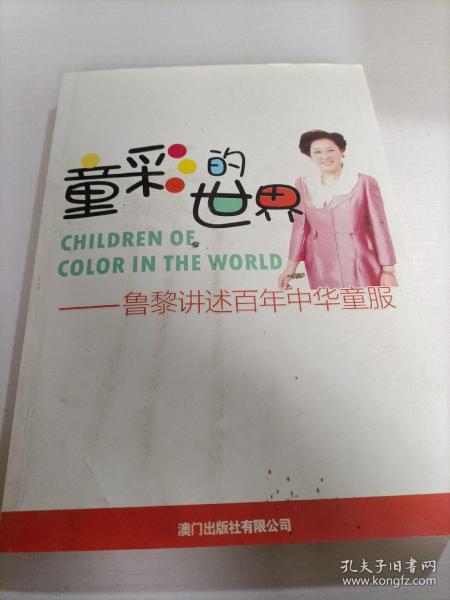 童彩的世界
CHILDREN OF
COLOR IN THE WORLD
——鲁黎讲述百年中华童服
澳门出版社有限公司
孔夫子旧书网
www.kongfz.com